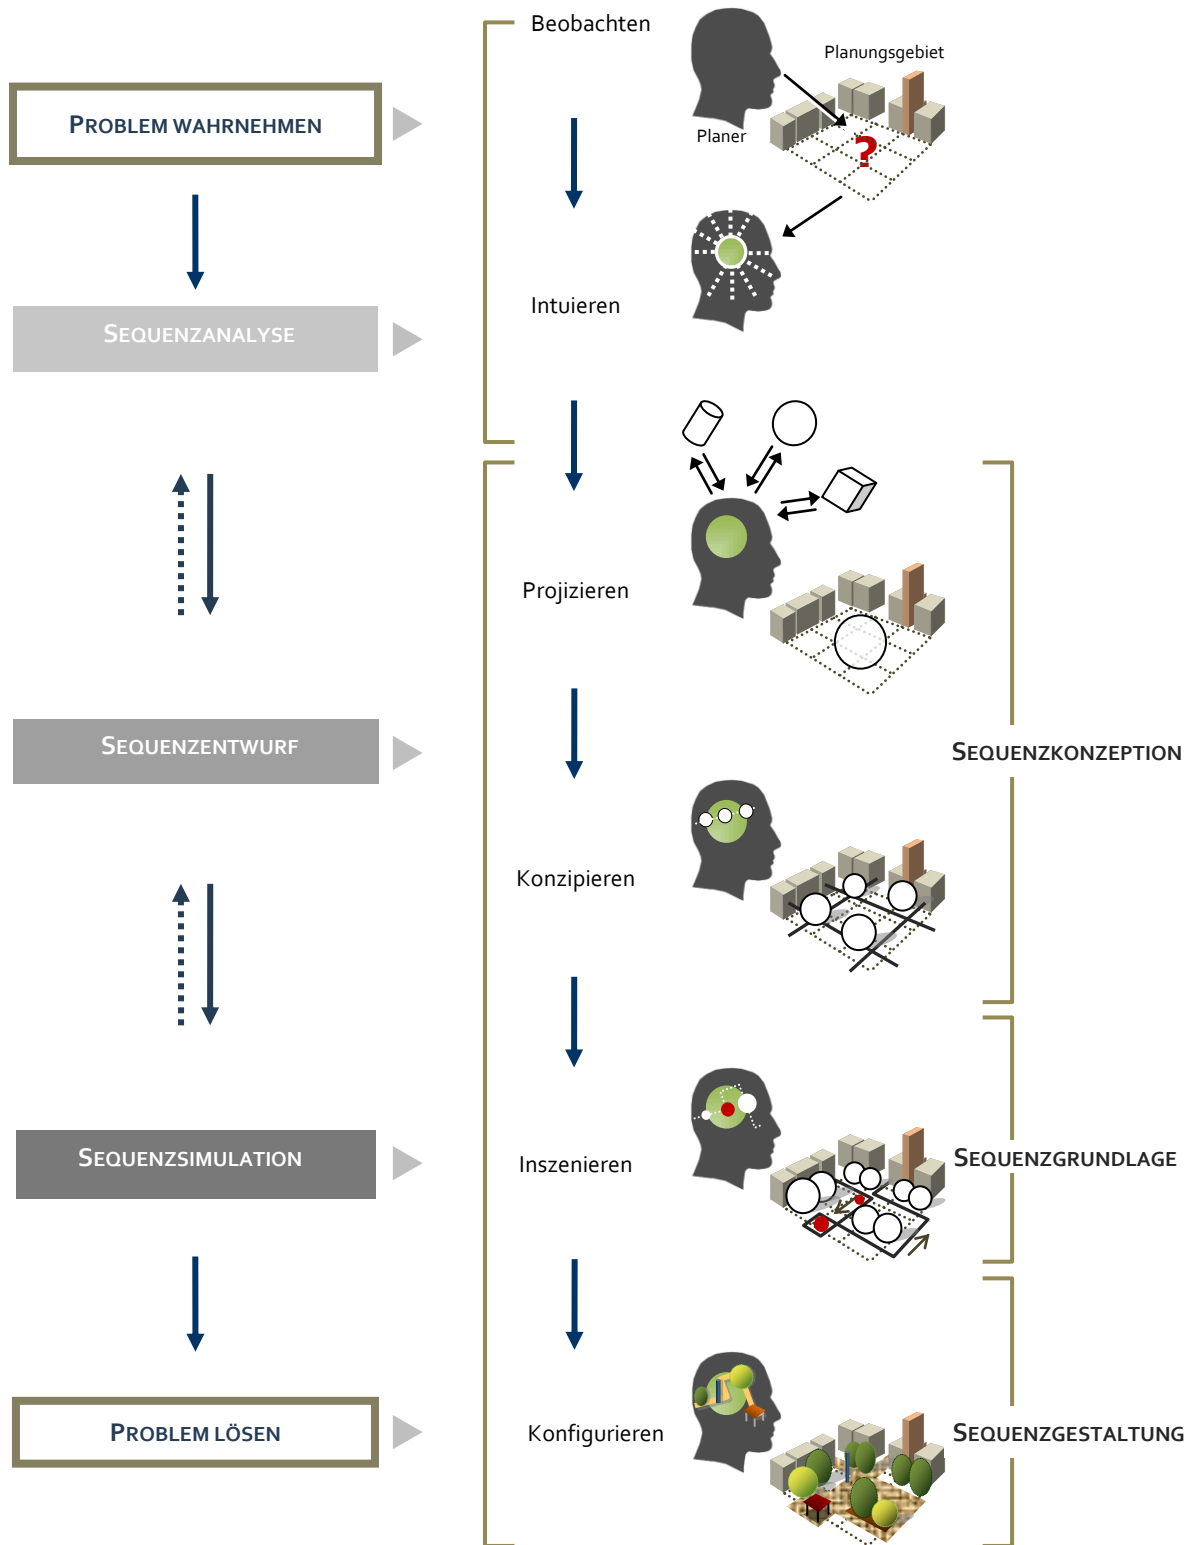 Beobachten
Planungsgebiet
PROBLEM WAHRNEHMEN
Planer
?
Intuieren
SEQUENZANALYSE
Projizieren
SEQUENZENTWURF
SEQUENZKONZEPTION
Konzipieren
SEQUENZSIMULATION
Inszenieren
SEQUENZGRUNDLAGE
PROBLEM LÖSEN
Konfigurieren
SEQUENZGESTALTUNG